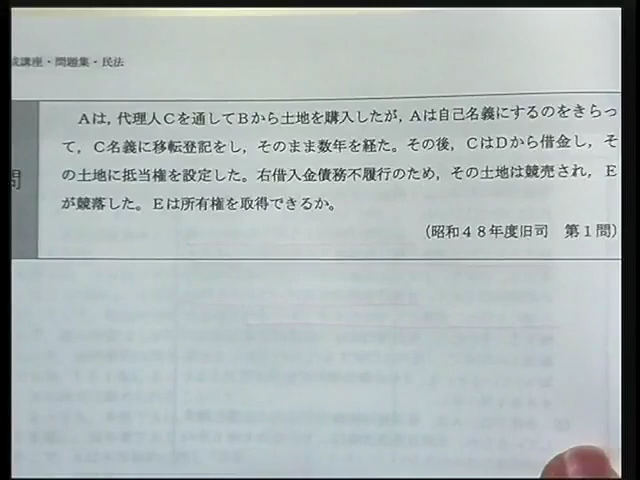 成講座・問題集・民法
Aは，代理人Cを通してBから土地を購入したが，Aは自己名義にするのをきらっ
て，C名義に移転登記をし，そのまま数年を経た。その後，CはDから借金し，そ
問
の土地に抵当権を設定した。右借入金債務不履行のため，その土地は競売され，E
が競落した。Eは所有権を取得できるか。
（昭和４８年度旧司　第１問）